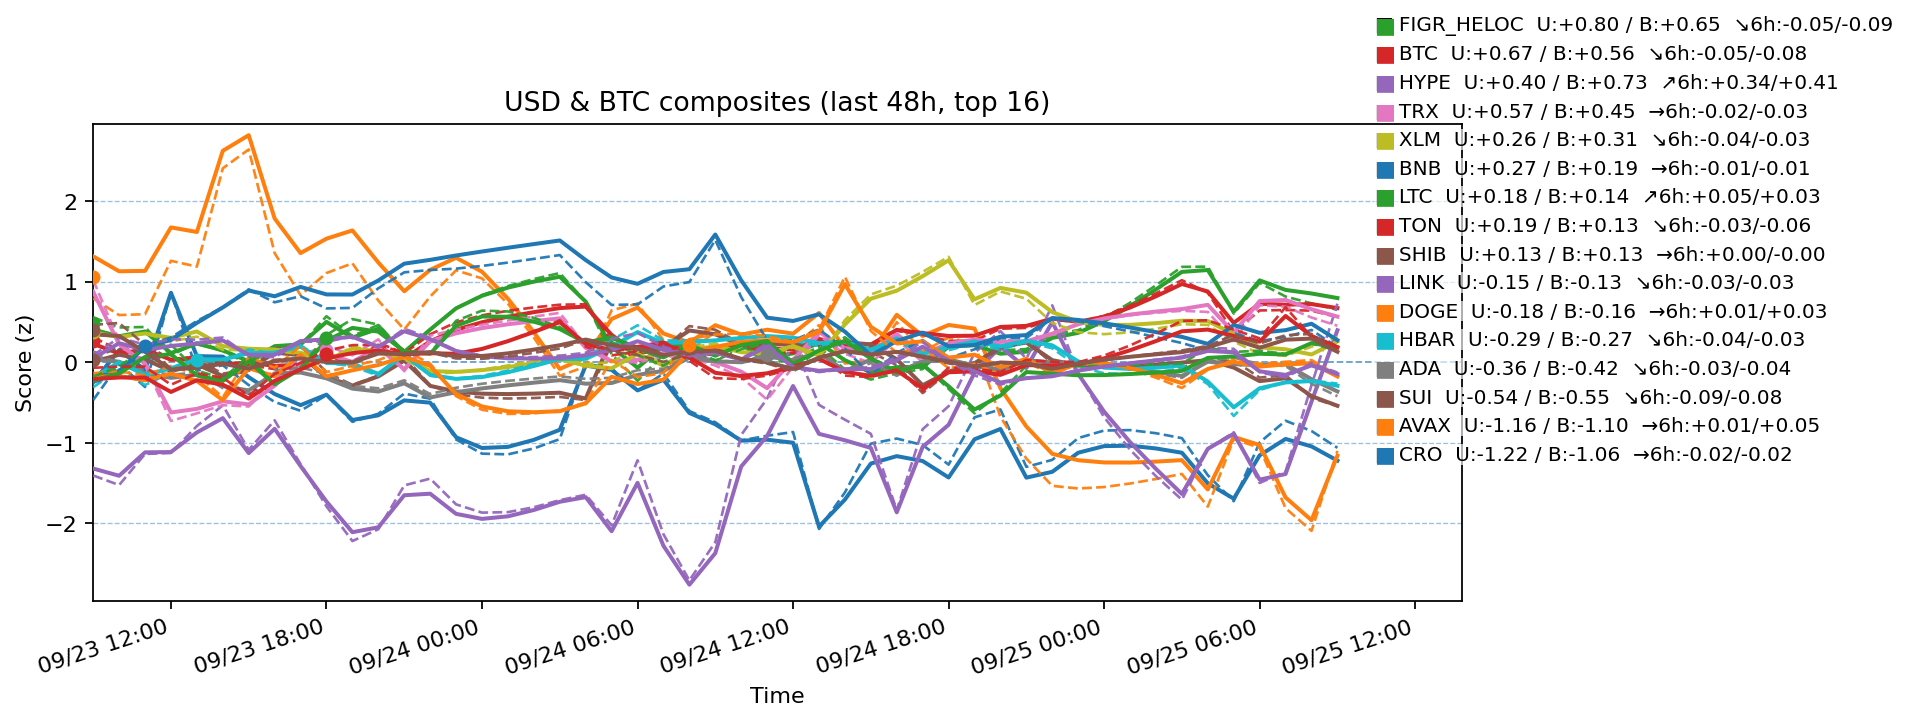 USD & BTC composites (last 48h, top 16)
FIGR_HELOC U:+0.80 / B:+0.65 ↘6h:-0.05/-0.09
BTC U:+0.67 / B:+0.56 ↘6h:-0.05/-0.08
HYPE U:+0.40 / B:+0.73 ↗6h:+0.34/+0.41
TRX U:+0.57 / B:+0.45 →6h:-0.02/-0.03
XLM U:+0.26 / B:+0.31 ↘6h:-0.04/-0.03
BNB U:+0.27 / B:+0.19 →6h:-0.01/-0.01
LTC U:+0.18 / B:+0.14 ↗6h:+0.05/+0.03
TON U:+0.19 / B:+0.13 ↘6h:-0.03/-0.06
SHIB U:+0.13 / B:+0.13 →6h:+0.00/-0.00
LINK U:-0.15 / B:-0.13 ↘6h:-0.03/-0.03
DOGE U:-0.18 / B:-0.16 →6h:+0.01/+0.03
HBAR U:-0.29 / B:-0.27 ↘6h:-0.04/-0.03
ADA U:-0.36 / B:-0.42 ↘6h:-0.03/-0.04
SUI U:-0.54 / B:-0.55 ↘6h:-0.09/-0.08
AVAX U:-1.16 / B:-1.10 →6h:+0.01/+0.05
CRO U:-1.22 / B:-1.06 →6h:-0.02/-0.02
Score (z)
2
1
0
−1
−2
09/23 12:00
09/23 18:00
09/24 00:00
09/24 06:00
09/24 12:00
09/24 18:00
09/25 00:00
09/25 06:00
09/25 12:00
Time